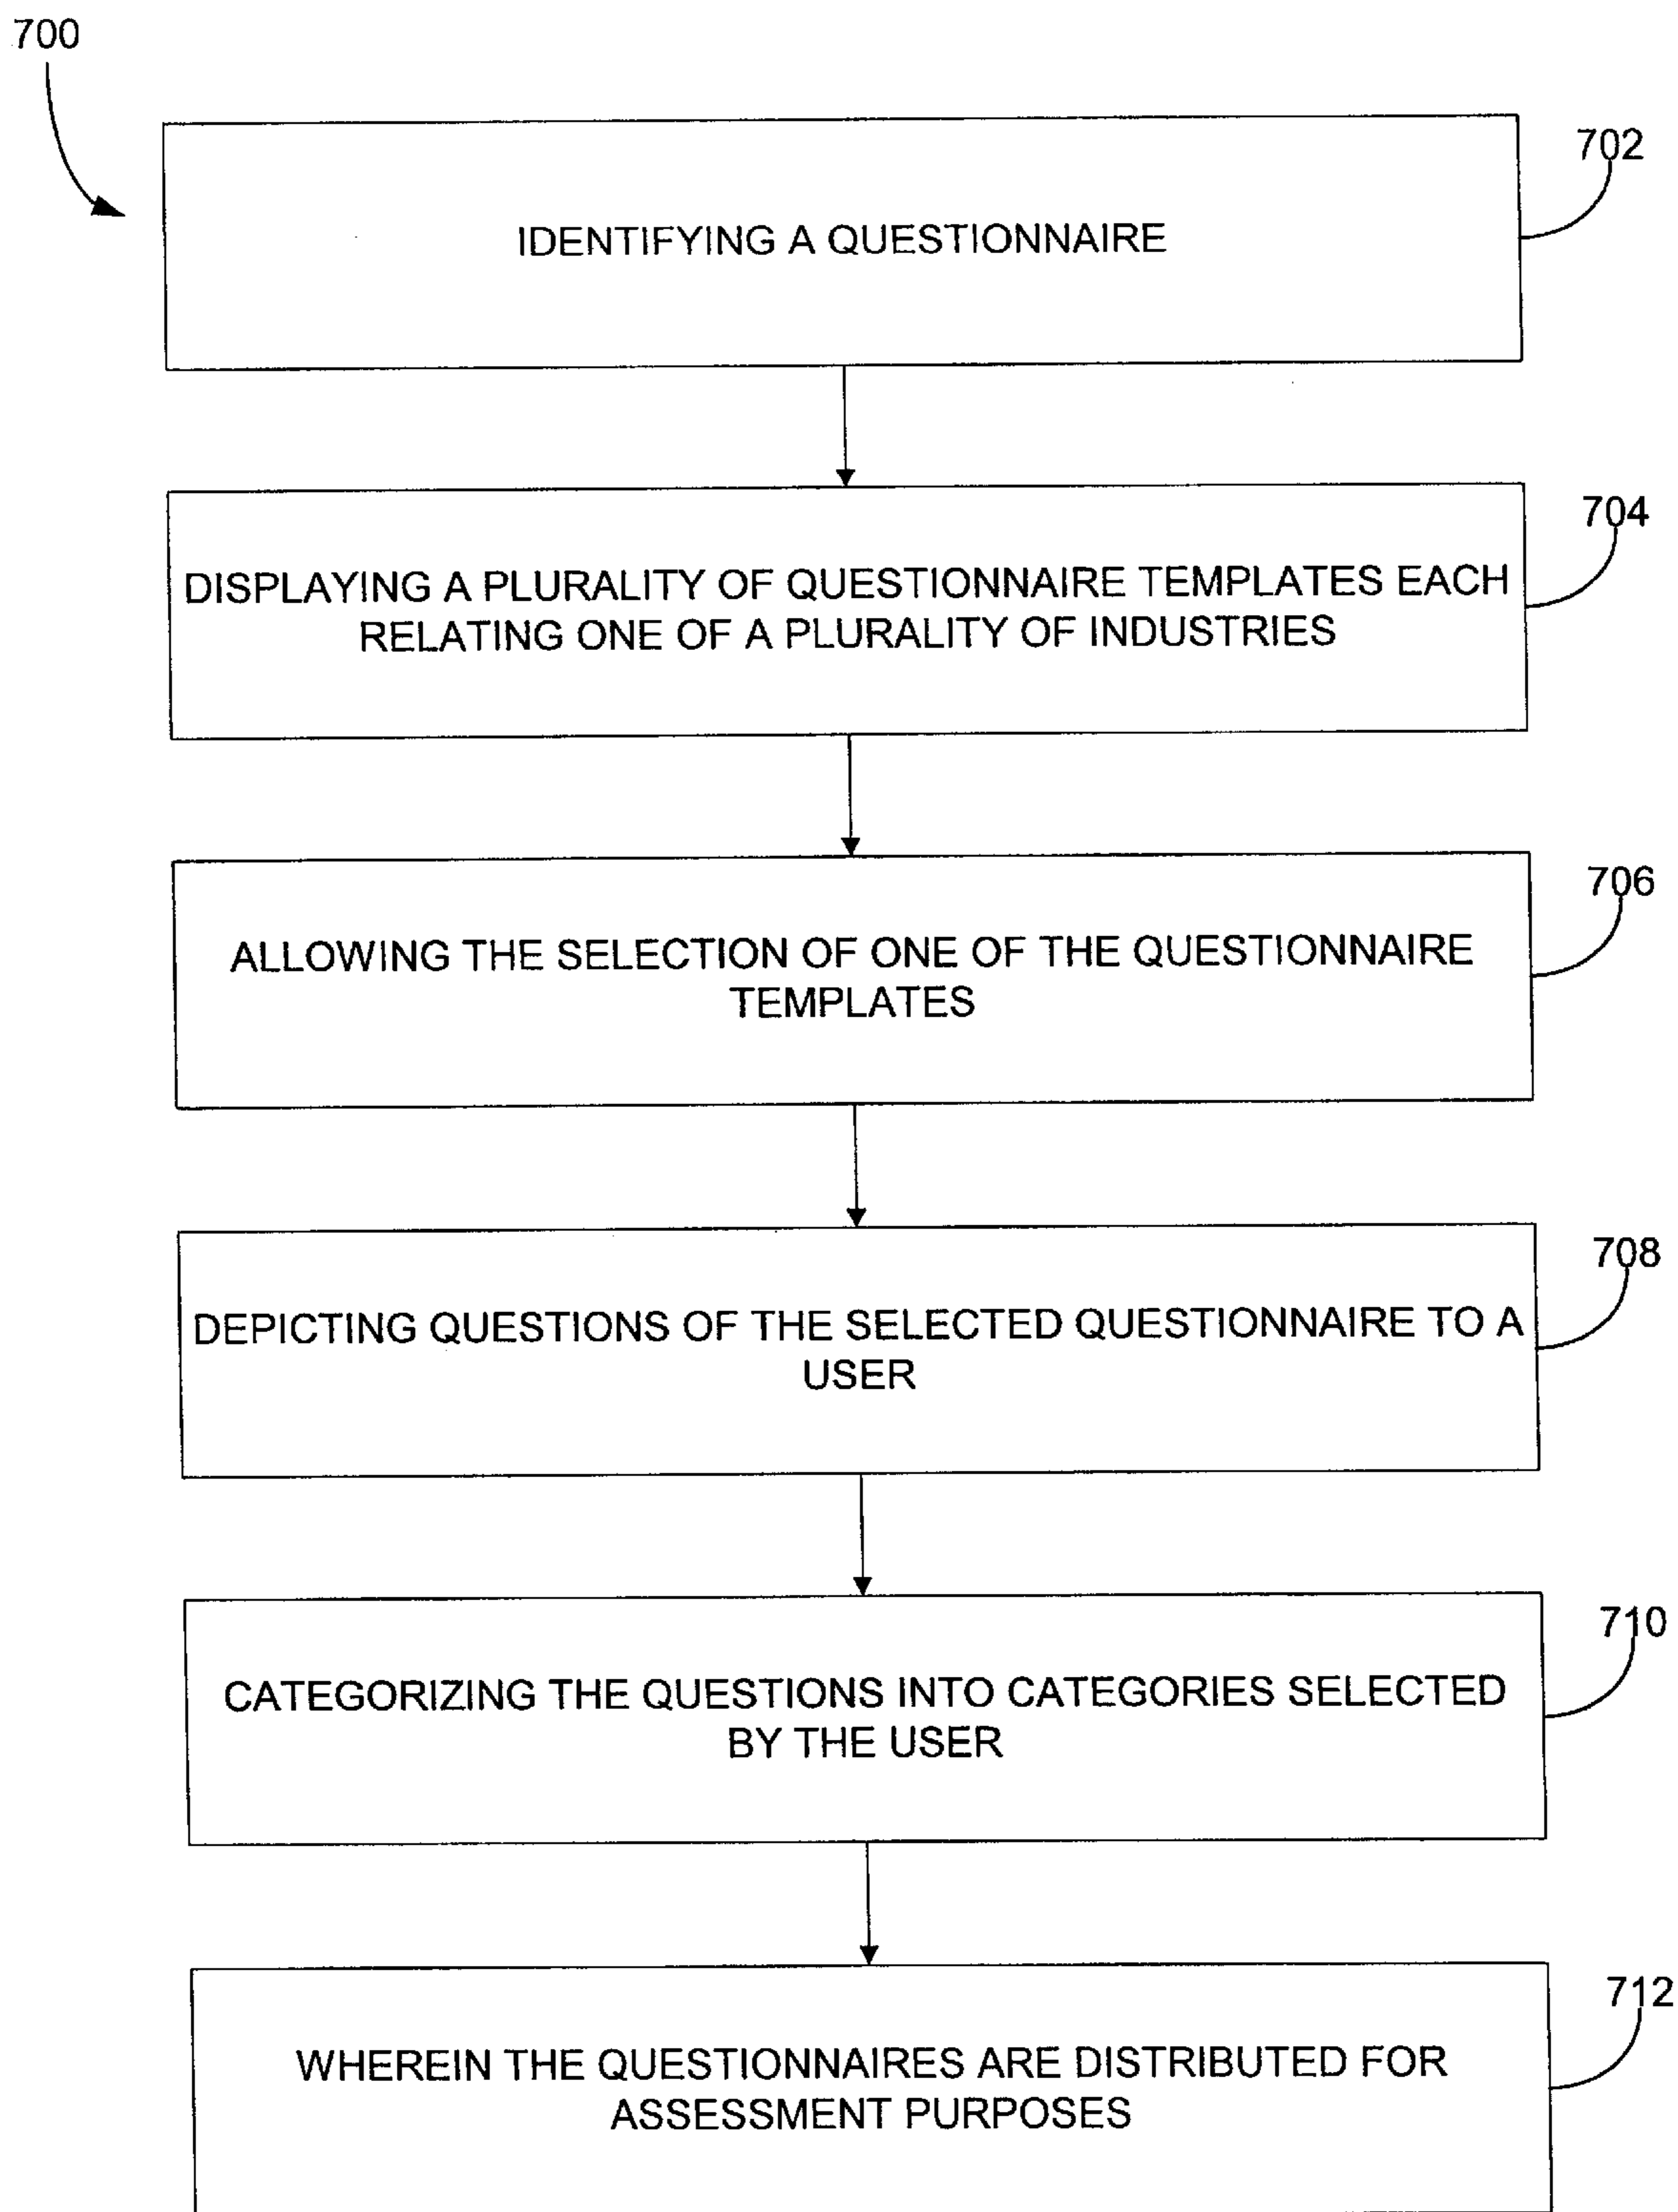 700
702
IDENTIFYING A QUESTIONNAIRE
704
DISPLAYING A PLURALITY OF QUESTIONNAIRE TEMPLATES EACH
RELATING ONE OF A PLURALITY OF INDUSTRIES
706
ALLOWING THE SELECTION OF ONE OF THE QUESTIONNAIRE
TEMPLATES
708
DEPICTING QUESTIONS OF THE SELECTED QUESTIONNAIRE TO A
USER
710
CATEGORIZING THE QUESTIONS INTO CATEGORIES SELECTED
BY THE USER
712
WHEREIN THE QUESTIONNAIRES ARE DISTRIBUTED FOR
ASSESSMENT PURPOSES